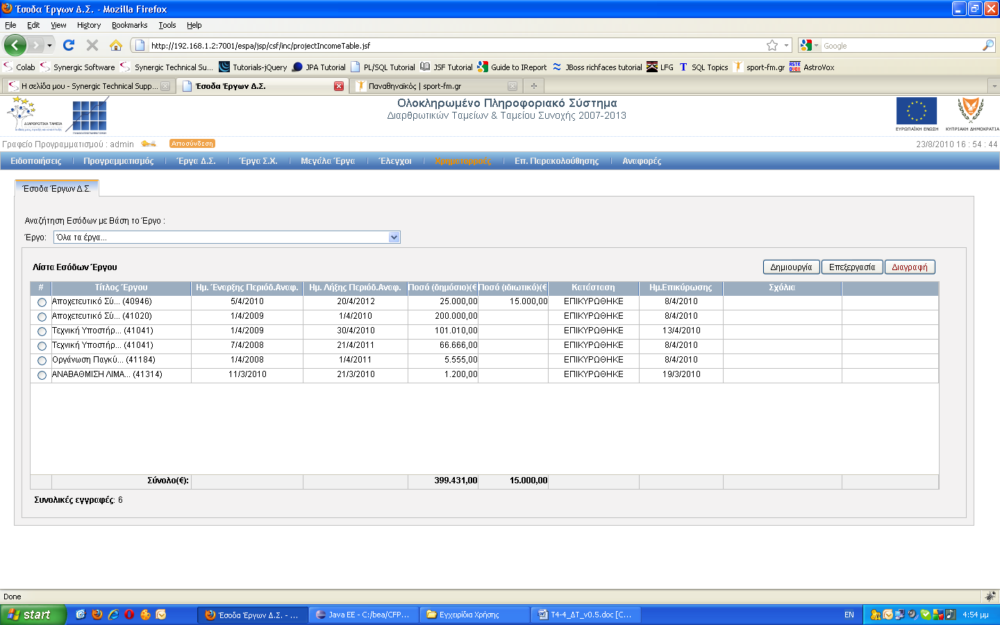 Έσοδα Έργων Δ.Σ. - Mozilla Firefox
File Edit View History Bookmarks Tools Help
http://192.168.1.2:7001/espa/jsp/csf/inc/projectIncomeTable.jsf Google
Colab Synergic Software Synergic Technical Su... Tutorials-jQuery JPA Tutorial PL/SQL Tutorial JSF Tutorial Guide to IReport JBoss richfaces tutorial LFG SQL Topics sport-fm.gr AstroVox
Η σελίδα μου - Synergic Technical Supp... Έσοδα Έργων Δ.Σ. Παναθηναϊκός | sport-fm.gr
Ολοκληρωμένο Πληροφοριακό Σύστημα
Διαρθρωτικών Ταμείων & Ταμείου Συνοχής 2007-2013
ΔΙΑΡΘΡΩΤΙΚΑ ΤΑΜΕΙΑ
ΕΥΡΩΠΑΪΚΗ ΕΝΩΣΗ ΚΥΠΡΙΑΚΗ ΔΗΜΟΚΡΑΤΙΑ
Γραφείο Προγραμματισμού : admin Αποσύνδεση 23/8/2010 16 : 54 : 44
Ειδοποιήσεις Προγραμματισμός Έργα Δ.Σ. Έργα Σ.Χ. Μεγάλα Έργα Έλεγχοι Χρηματορροές Επ. Παρακολούθησης Αναφορές
Έσοδα Έργων Δ.Σ.
Αναζήτηση Εσόδων με Βάση το Έργο :
Έργο: Όλα τα έργα...
Λίστα Εσόδων Έργου Δημιουργία Επεξεργασία Διαγραφή
# Τίτλος Έργου Ημ. Έναρξης Περιόδ.Αναφ. Ημ. Λήξης Περιόδ.Αναφ. Ποσό (δημόσιο)(€ Ποσό (ιδιωτικό)(€ Κατάσταση Ημ.Επικύρωσης Σχόλια
Αποχετευτικό Σύ... (40946) 5/4/2010 20/4/2012 25.000,00 15.000,00 ΕΠΙΚΥΡΩΘΗΚΕ 8/4/2010
Αποχετευτικό Σύ... (41020) 1/4/2009 1/4/2010 200.000,00 ΕΠΙΚΥΡΩΘΗΚΕ 8/4/2010
Τεχνική Υποστήρ... (41041) 1/4/2009 30/4/2010 101.010,00 ΕΠΙΚΥΡΩΘΗΚΕ 13/4/2010
Τεχνική Υποστήρ... (41041) 7/4/2008 21/4/2011 66.666,00 ΕΠΙΚΥΡΩΘΗΚΕ 8/4/2010
Οργάνωση Παγκύ... (41184) 1/4/2008 1/4/2011 5.555,00 ΕΠΙΚΥΡΩΘΗΚΕ 8/4/2010
ΑΝΑΒΑΘΜΙΣΗ ΛΙΜΑ... (41314) 11/3/2010 21/3/2010 1.200,00 ΕΠΙΚΥΡΩΘΗΚΕ 19/3/2010
Σύνολο(€): 399.431,00 15.000,00
Συνολικές εγγραφές: 6
Done
start Έσοδα Έργων Δ.Σ. - ... Java EE - C:/bea/CFP... Εγχειρίδια Χρήσης T4-4_ΔΤ_v0.5.doc [C... EN 4:54 μμ